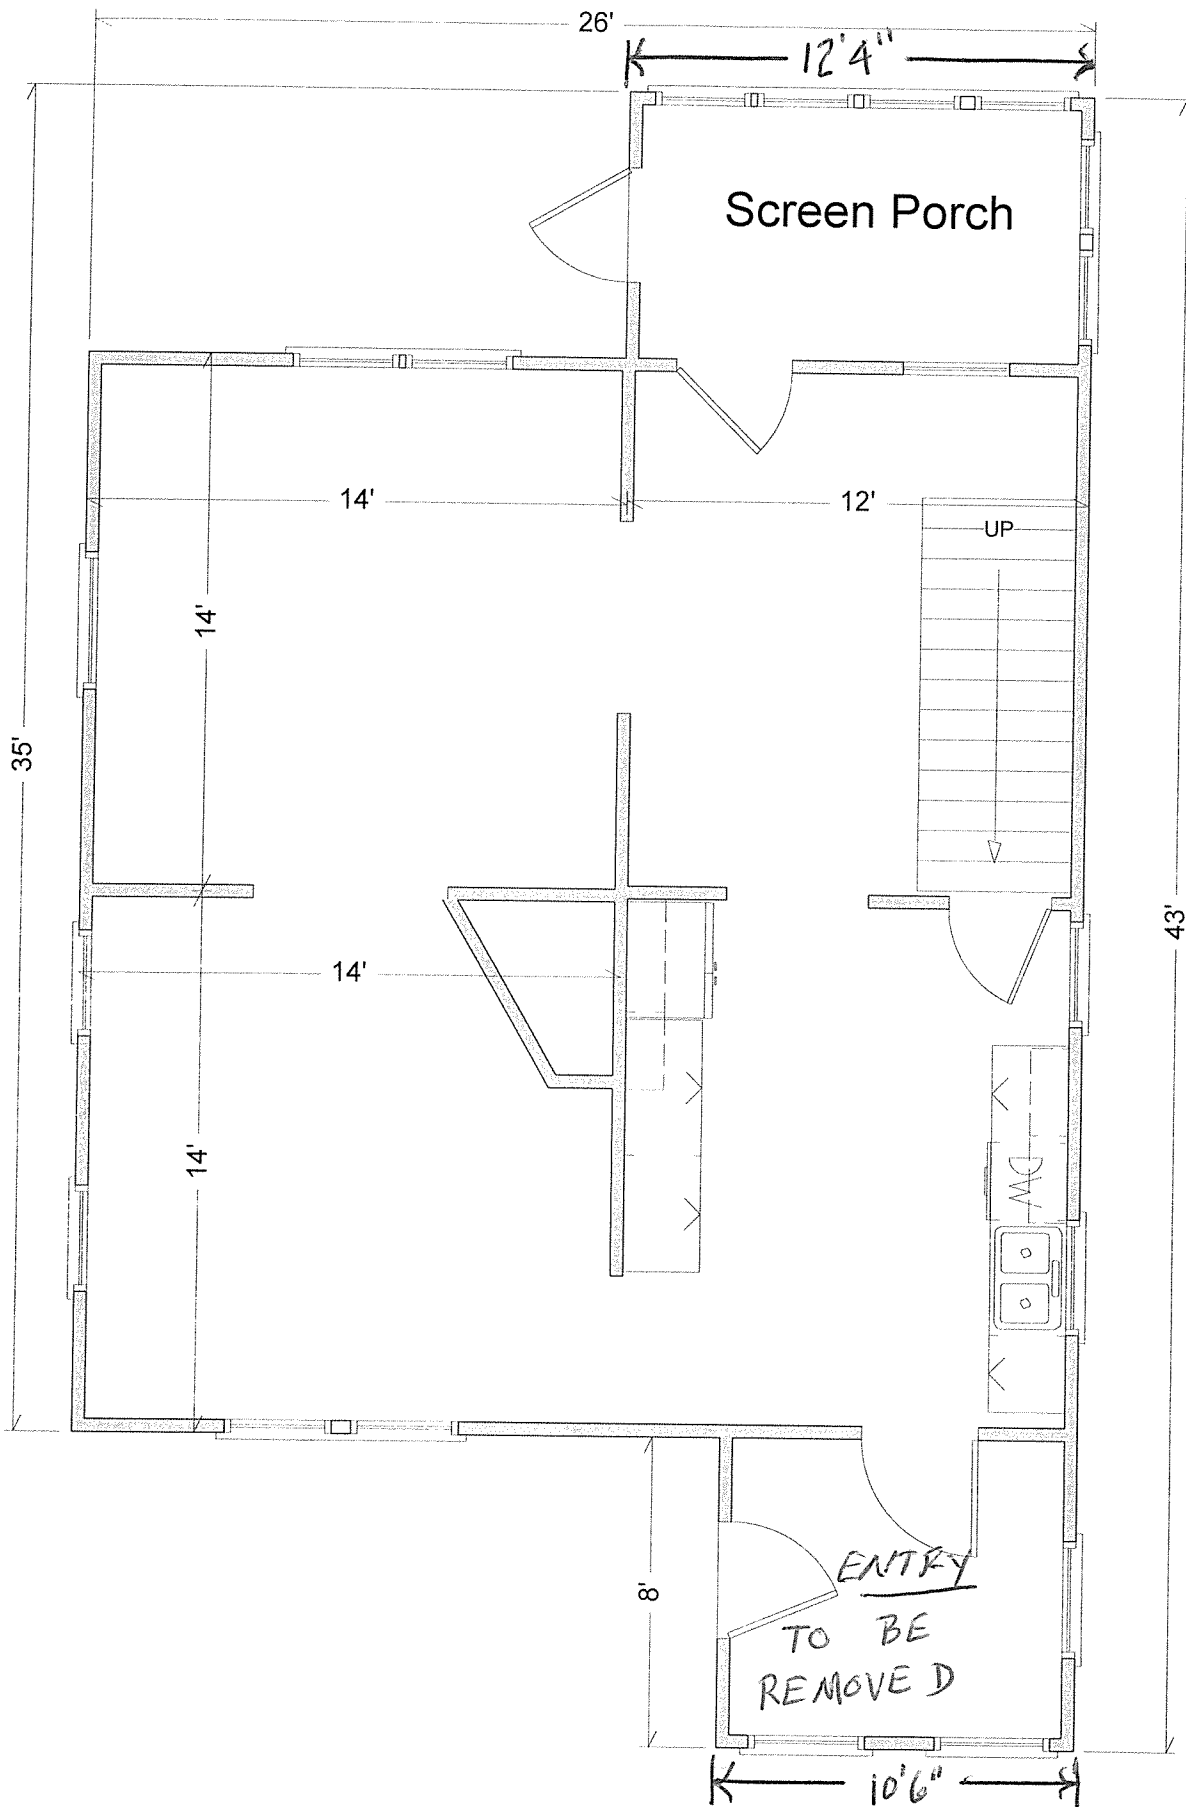 26'
12'4"
Screen Porch
14'
12'
UP
14'
35'
43'
14'
14'
DW
8'
ENTRY
TO BE
REMOVED
10'6"